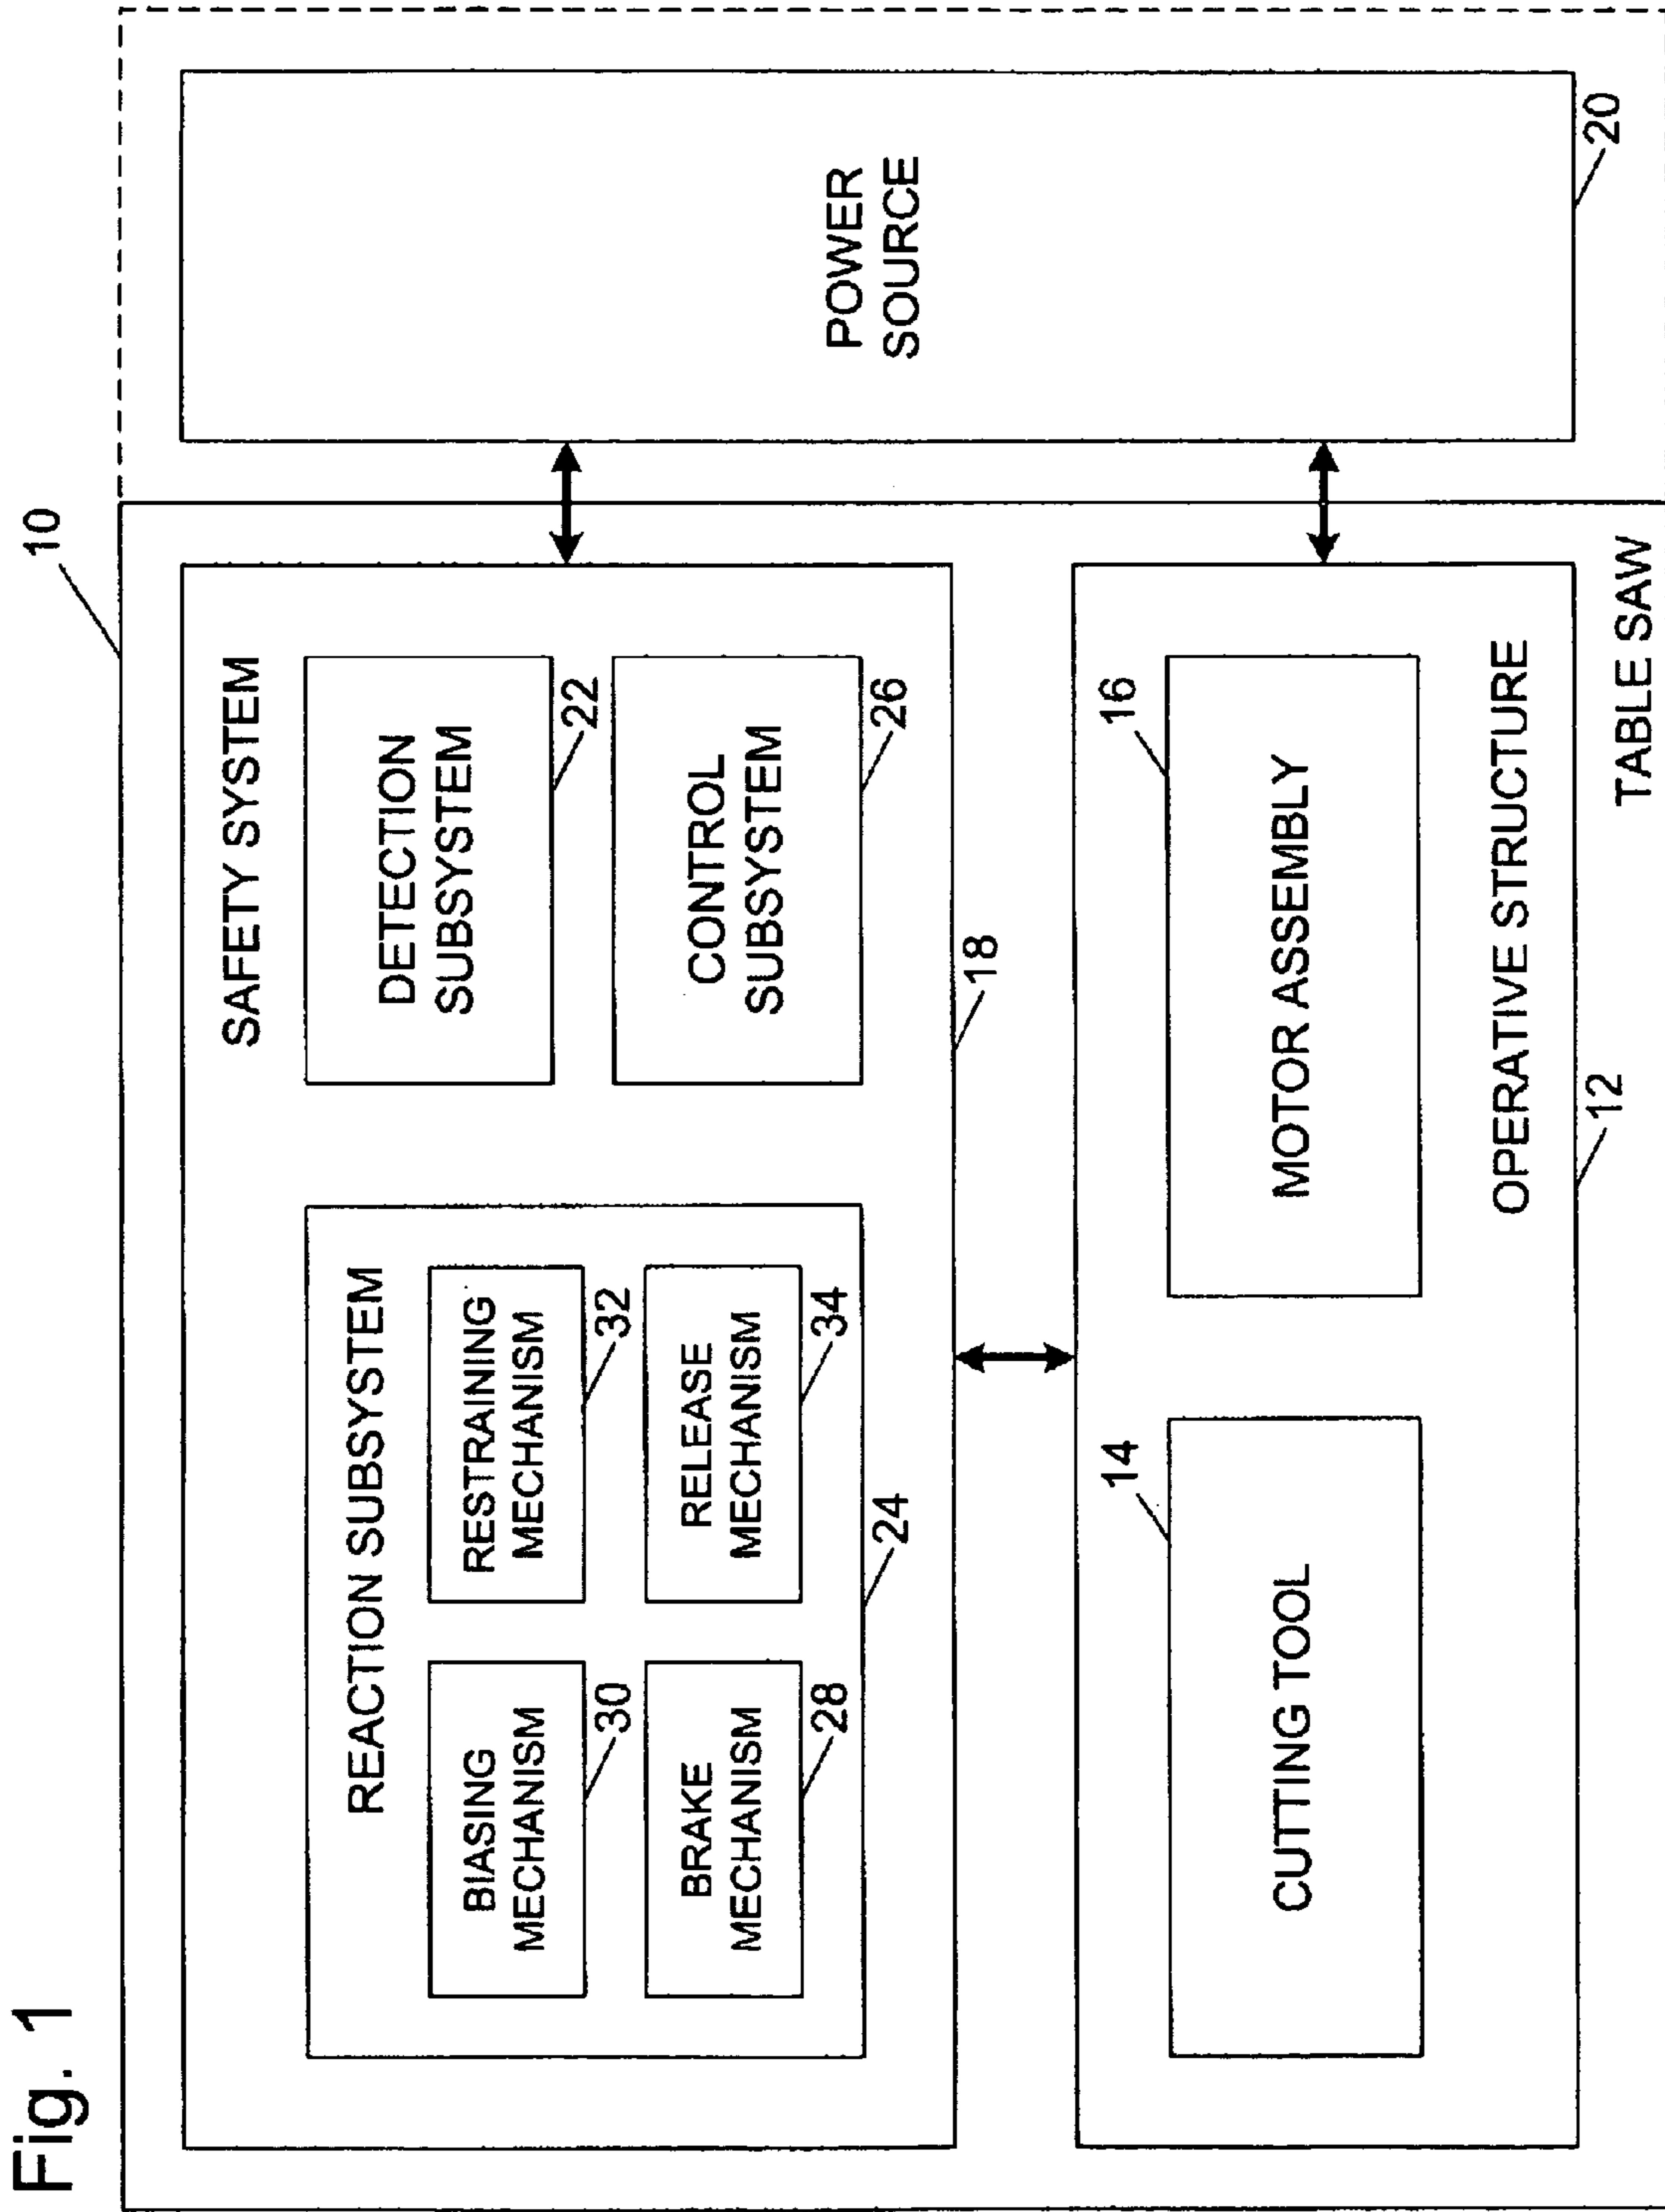 Fig. 1
10
SAFETY SYSTEM
REACTION SUBSYSTEM
BIASING
MECHANISM
30
RESTRAINING
MECHANISM
32
BRAKE
MECHANISM
28
RELEASE
MECHANISM
34
24
DETECTION
SUBSYSTEM
22
CONTROL
SUBSYSTEM
26
18
14
CUTTING TOOL
16
MOTOR ASSEMBLY
OPERATIVE STRUCTURE
12
TABLE SAW
POWER
SOURCE
20